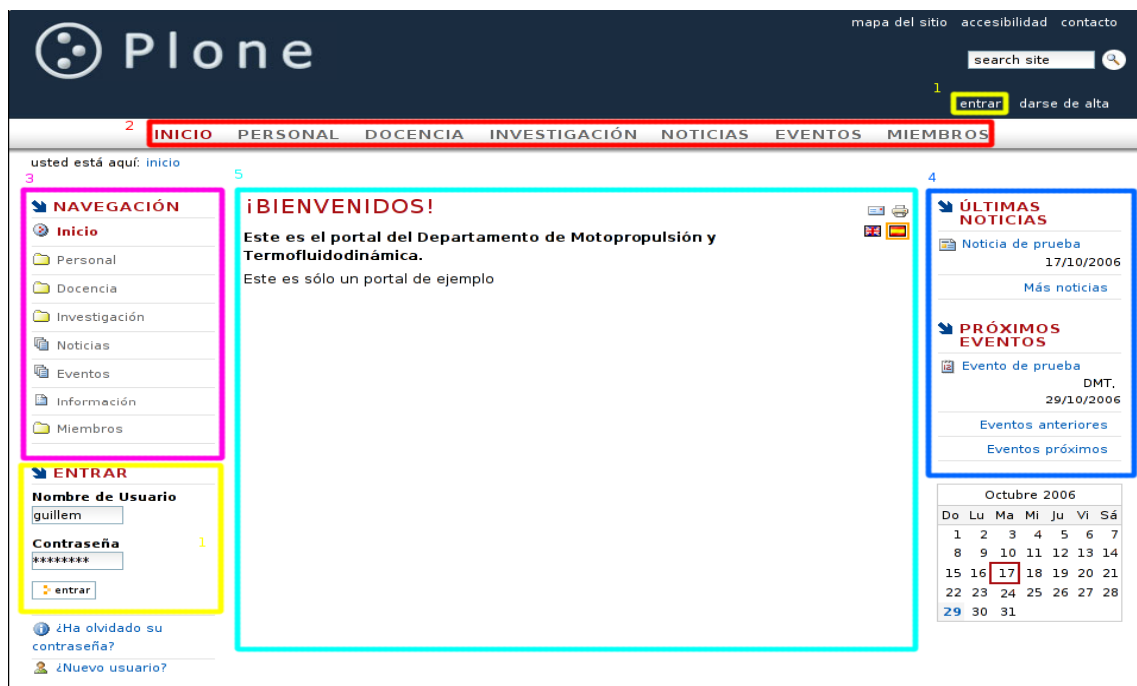 mapa del sitio accesibilidad contacto
Plone
search site
1
entrar darse de alta
2
INICIO PERSONAL DOCENCIA INVESTIGACIÓN NOTICIAS EVENTOS MIEMBROS
usted está aquí: inicio
3
NAVEGACIÓN
Inicio
Personal
Docencia
Investigación
Noticias
Eventos
Información
Miembros
ENTRAR
Nombre de Usuario
guillem
Contraseña
1
********
entrar
¿Ha olvidado su
contraseña?
¿Nuevo usuario?
5
¡BIENVENIDOS!
Este es el portal del Departamento de Motopropulsión y
Termofluidodinámica.
Este es sólo un portal de ejemplo
4
ÚLTIMAS
NOTICIAS
Noticia de prueba
17/10/2006
Más noticias
PRÓXIMOS
EVENTOS
Evento de prueba
DMT,
29/10/2006
Eventos anteriores
Eventos próximos
Octubre 2006
Do Lu Ma Mi Ju Vi Sá
1 2 3 4 5 6 7
8 9 10 11 12 13 14
15 16 17 18 19 20 21
22 23 24 25 26 27 28
29 30 31